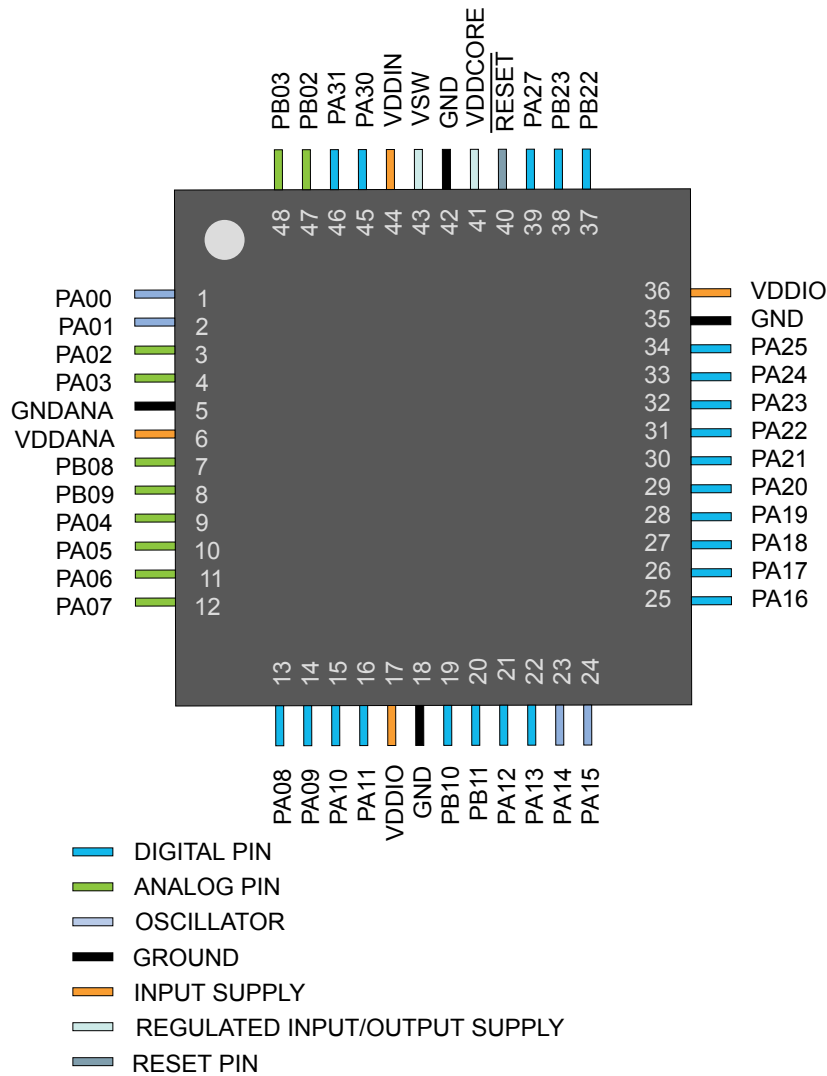 PB03
PB02
PA31
PA30
VDDIN
VSW
GND
VDDCORE
RESET
PA27
PB23
PB22
48
47
46
45
44
43
42
41
40
39
38
37
PA00 1
PA01 2
PA02 3
PA03 4
GNDANA 5
VDDANA 6
PB08 7
PB09 8
PA04 9
PA05 10
PA06 11
PA07 12
36 VDDIO
35 GND
34 PA25
33 PA24
32 PA23
31 PA22
30 PA21
29 PA20
28 PA19
27 PA18
26 PA17
25 PA16
13
14
15
16
17
18
19
20
21
22
23
24
PA08
PA09
PA10
PA11
VDDIO
GND
PB10
PB11
PA12
PA13
PA14
PA15
DIGITAL PIN
ANALOG PIN
OSCILLATOR
GROUND
INPUT SUPPLY
REGULATED INPUT/OUTPUT SUPPLY
RESET PIN